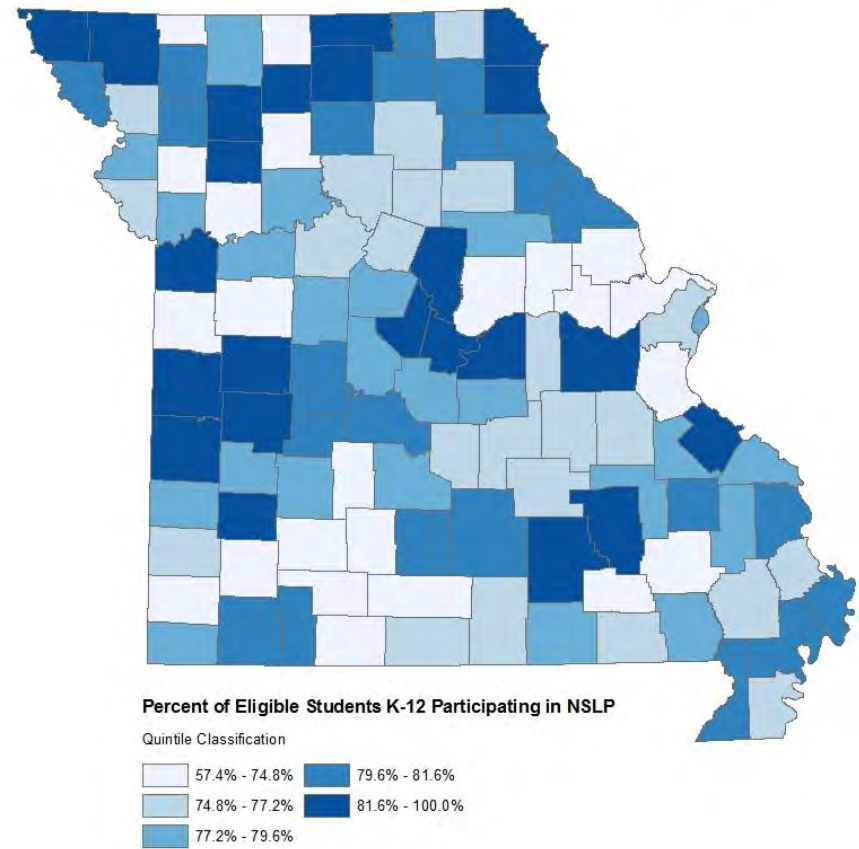 Percent of Eligible Students K-12 Participating in NSLP
Quintile Classification
57.4% - 74.8%
79.6% - 81.6%
74.8% - 77.2%
81.6% - 100.0%
77.2% - 79.6%